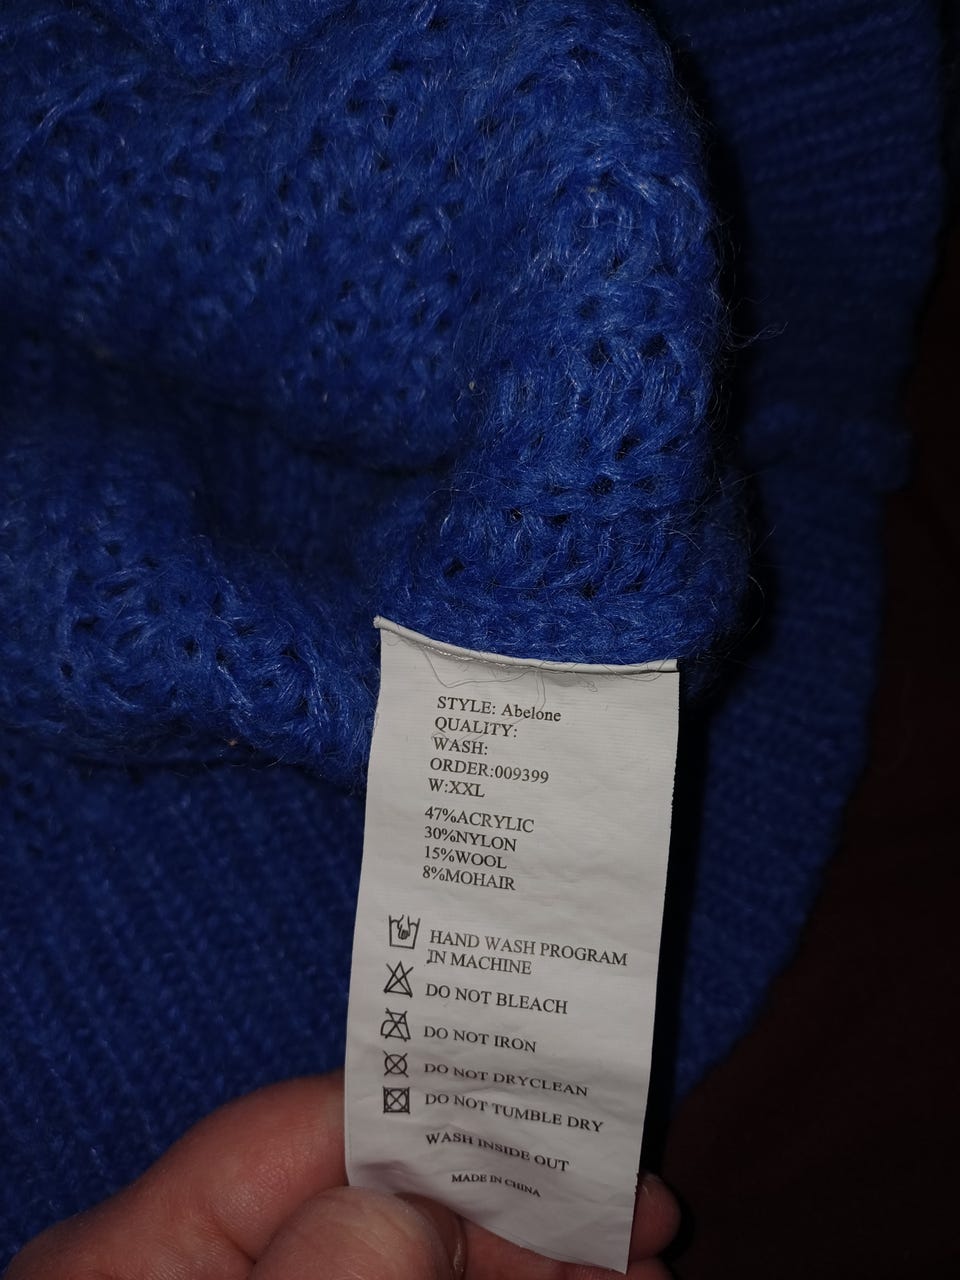 STYLE: Abelone
QUALITY:
WASH:
ORDER:009399
W:XXL
47%ACRYLIC
30%NYLON
15%WOOL
8%MOHAIR
HAND WASH PROGRAM
IN MACHINE
DO NOT BLEACH
DO NOT IRON
DO NOT DRYCLEAN
DO NOT TUMBLE DRY
WASH INSIDE OUT
MADE IN CHINA